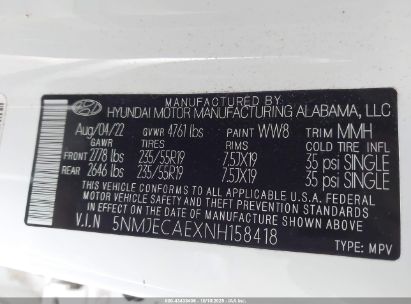 MANUFACTURED BY
HYUNDAI MOTOR MANUFACTURING ALABAMA, LLC
Aug/04/22 GVWR 4761 lbs PAINT WW8 TRIM MMH
GAWR TIRES RIMS COLD TIRE INFL
FRONT 2778 lbs 235/55R19 7.5JX19 35 psi SINGLE
REAR 2646 lbs 235/55R19 7.5JX19 35 psi SINGLE
THIS VEHICLE CONFORMS TO ALL APPLICABLE U.S.A. FEDERAL
MOTOR VEHICLE SAFETY AND THEFT PREVENTION STANDARDS IN EFFECT ON
THE DATE OF MANUFACTURE SHOWN ABOVE.
V.I.N 5NMJECAEXNH158418 TYPE: MPV